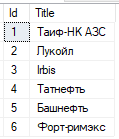 Id Title
1 Таиф-НК АЗС
2 Лукойл
3 Irbis
4 Татнефть
5 Башнефть
6 Форт-римэкс